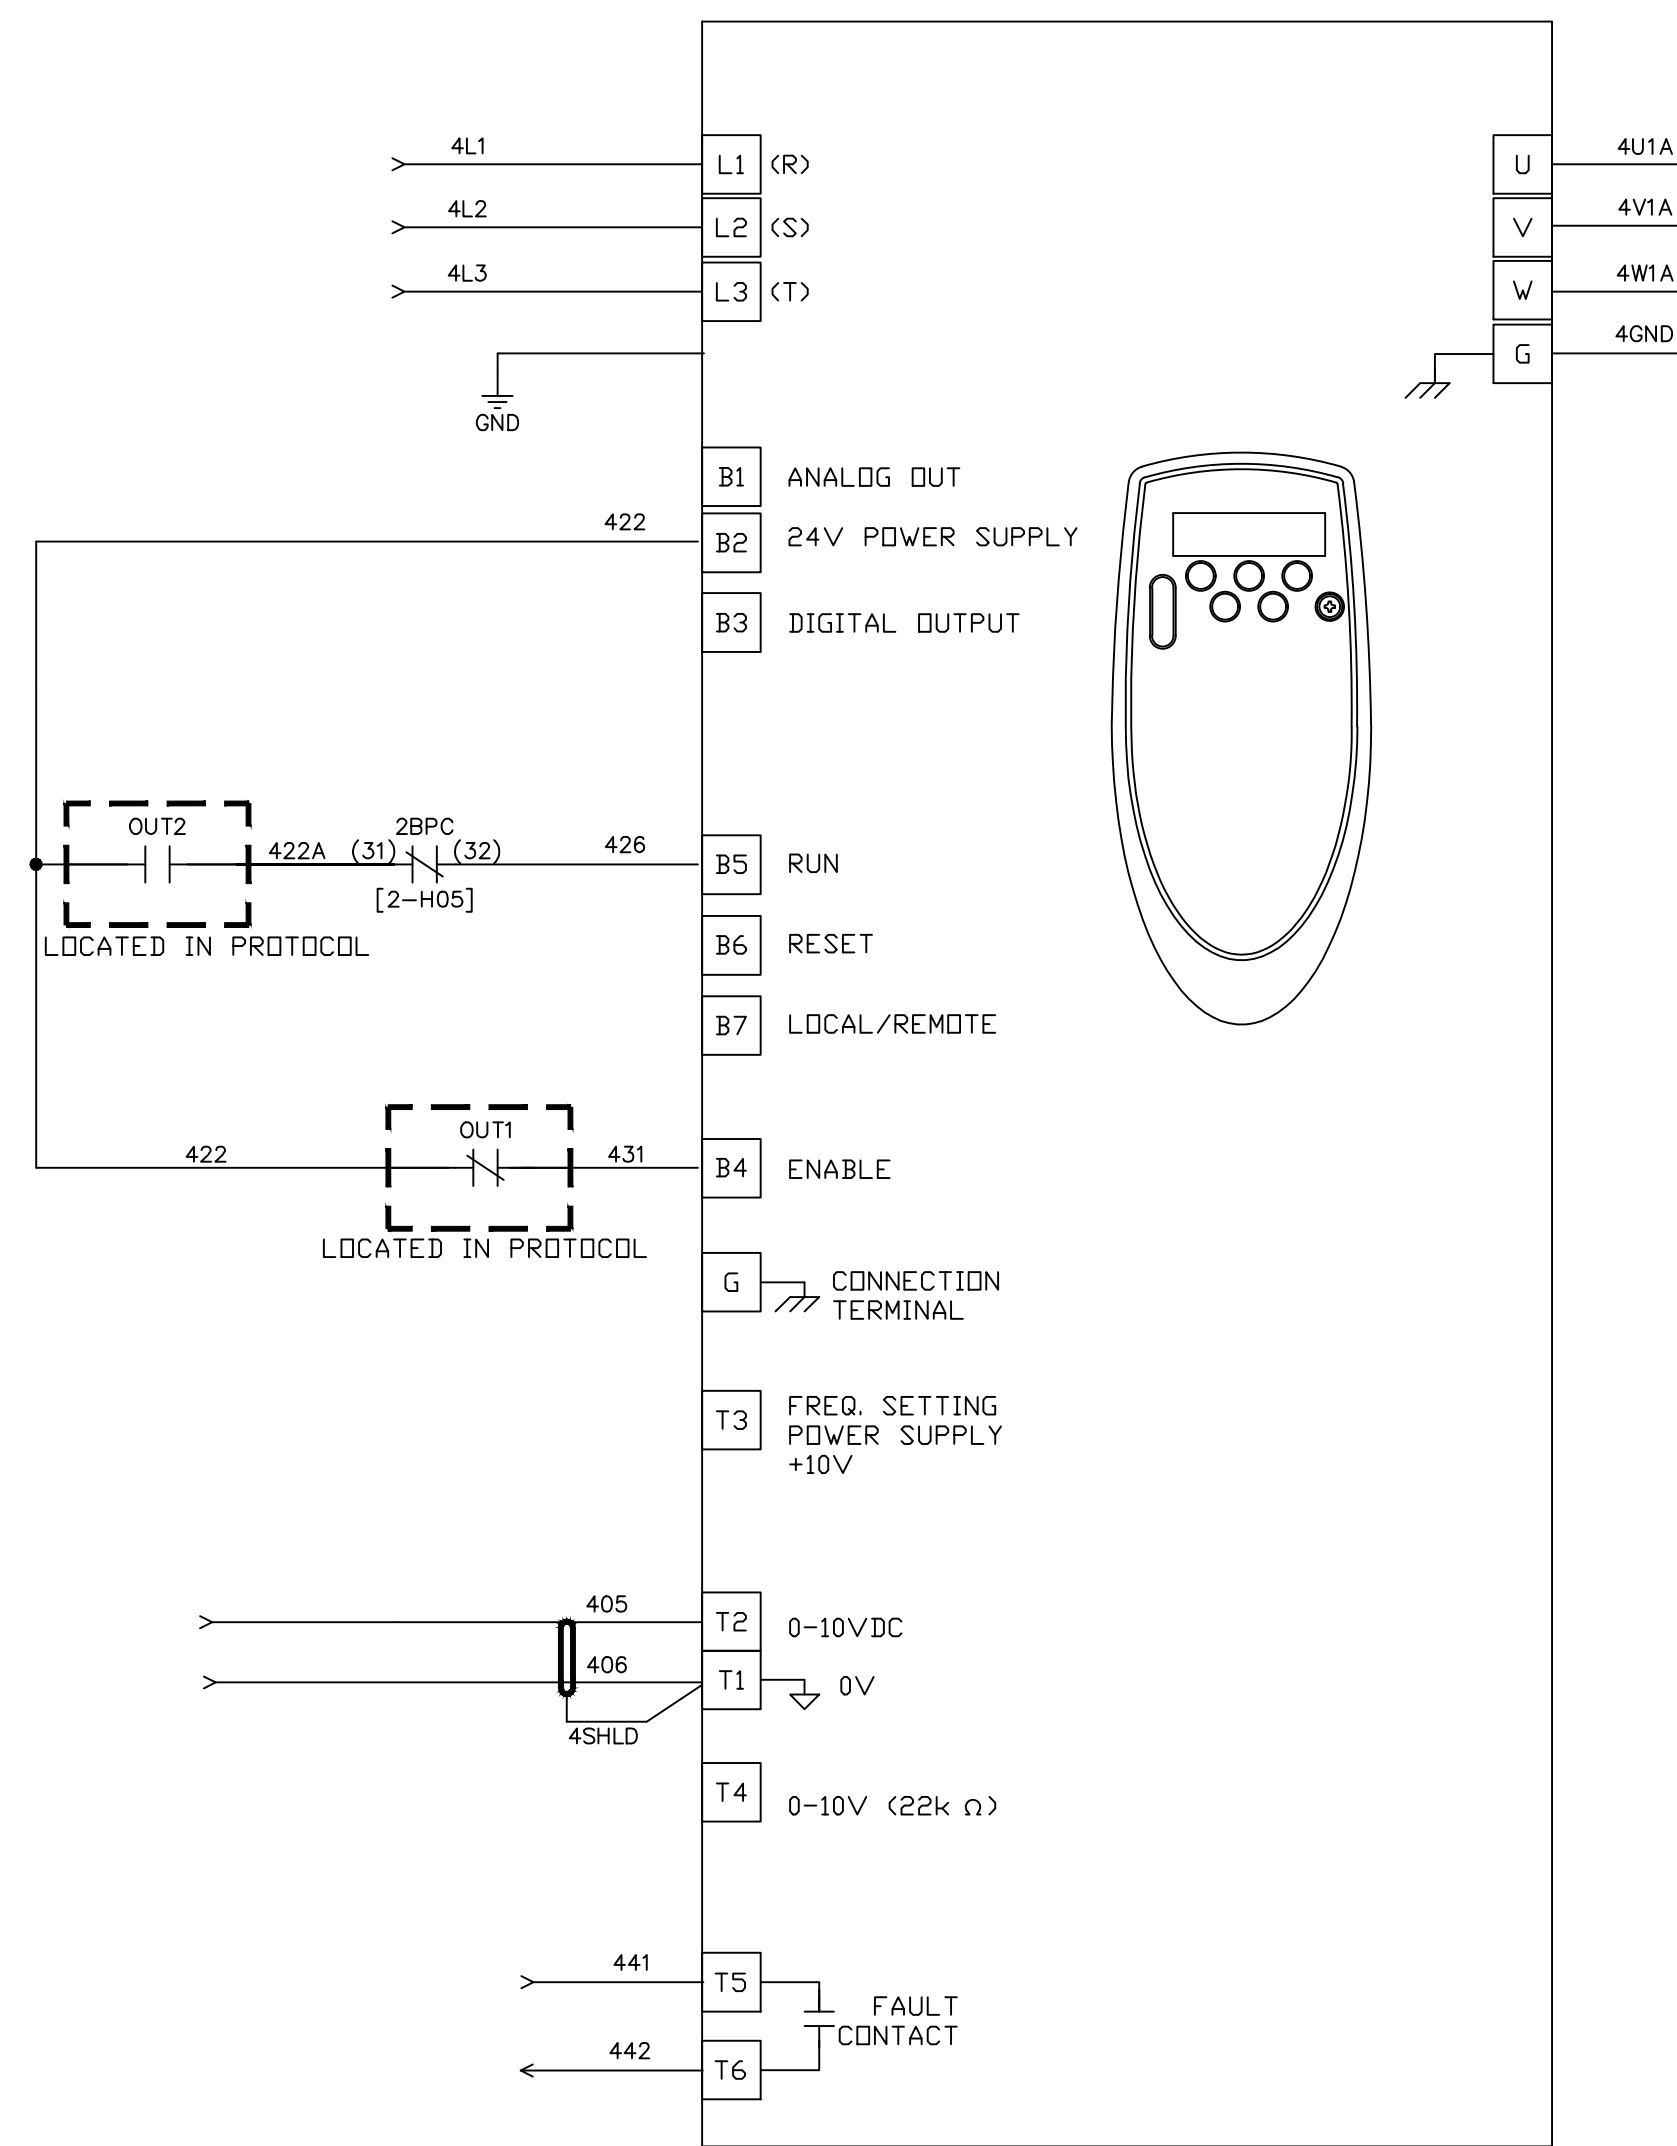 4L1
L1 (R)
U
4U1A
4L2
L2 (S)
V
4V1A
4L3
L3 (T)
W
4W1A
G
4GND
GND
B1 ANALOG OUT
422
B2 24V POWER SUPPLY
B3 DIGITAL OUTPUT
OUT2
2BPC
422A (31) (32)
426
B5 RUN
[2-H05]
LOCATED IN PROTOCOL
B6 RESET
B7 LOCAL/REMOTE
OUT1
422
431
B4 ENABLE
LOCATED IN PROTOCOL
G CONNECTION
TERMINAL
T3 FREQ. SETTING
POWER SUPPLY
+10V
405
T2 0-10VDC
406
T1 0V
4SHLD
T4 0-10V (22k Ω)
441
T5
FAULT
CONTACT
442
T6